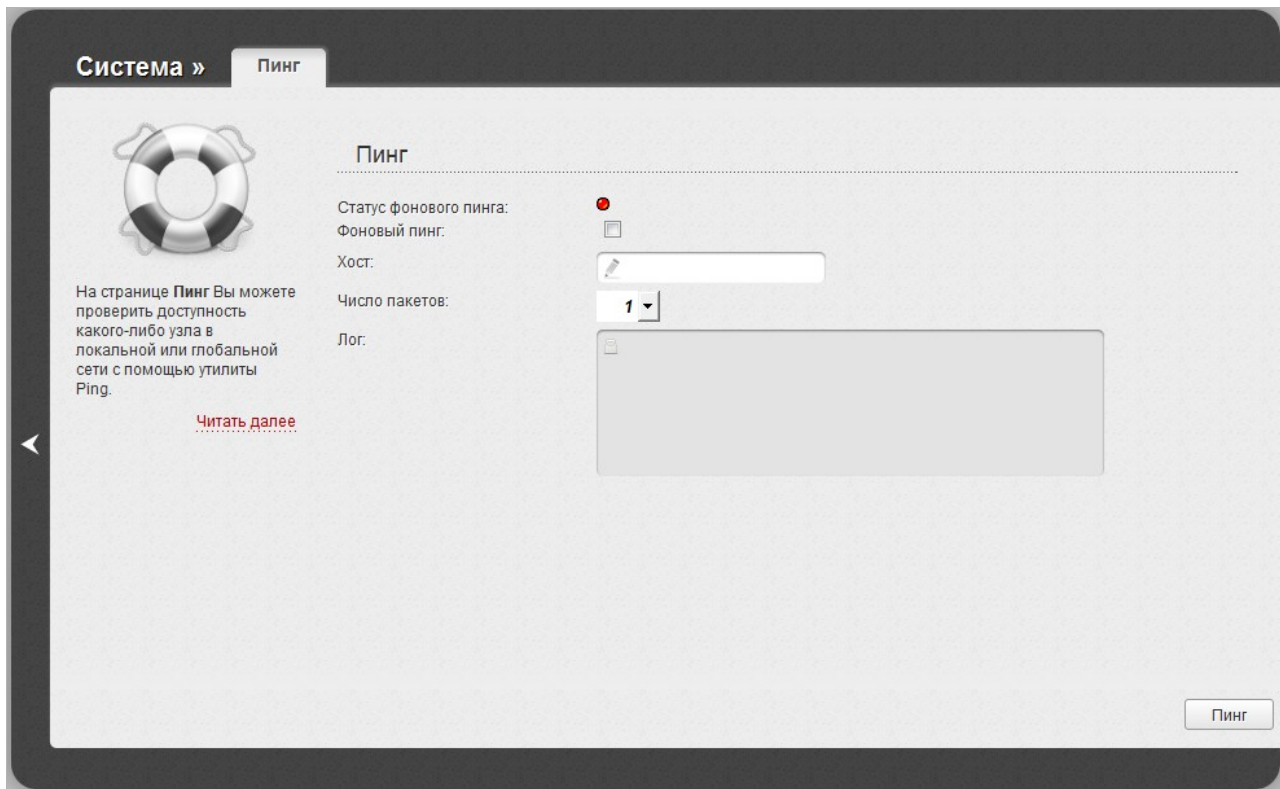 Система »
Пинг
Пинг
Статус фонового пинга:
Фоновый пинг:
Хост:
Число пакетов:
1
Лог:
На странице Пинг Вы можете
проверить доступность
какого-либо узла в
локальной или глобальной
сети с помощью утилиты
Ping.
Читать далее
Пинг